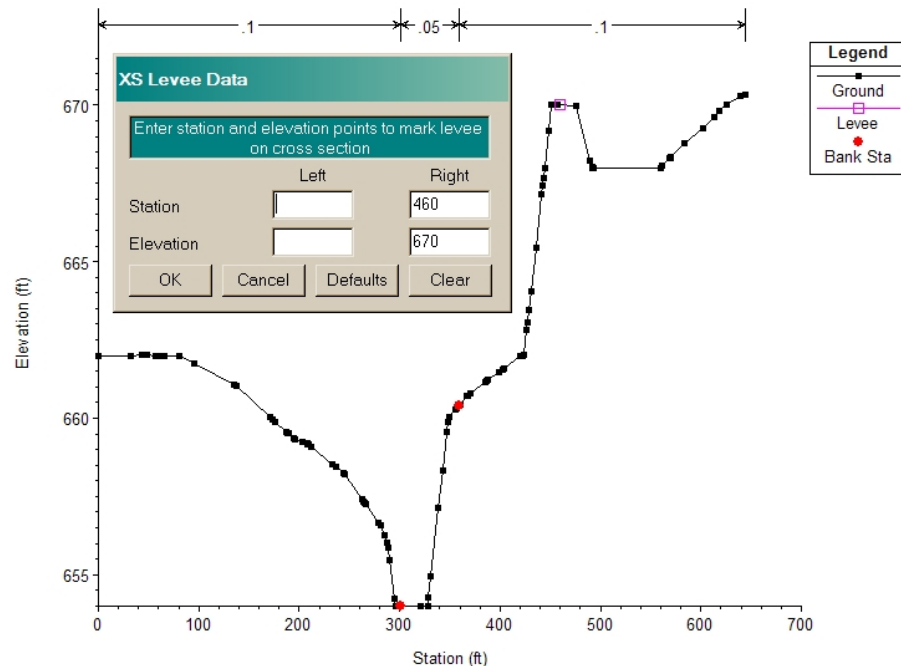 .1 .05 .1
XS Levee Data
Enter station and elevation points to mark levee
on cross section
Left Right
Station 460
Elevation 670
OK Cancel Defaults Clear
Legend
Ground
Levee
Bank Sta
Elevation (ft)
670
665
660
655
0 100 200 300 400 500 600 700
Station (ft)